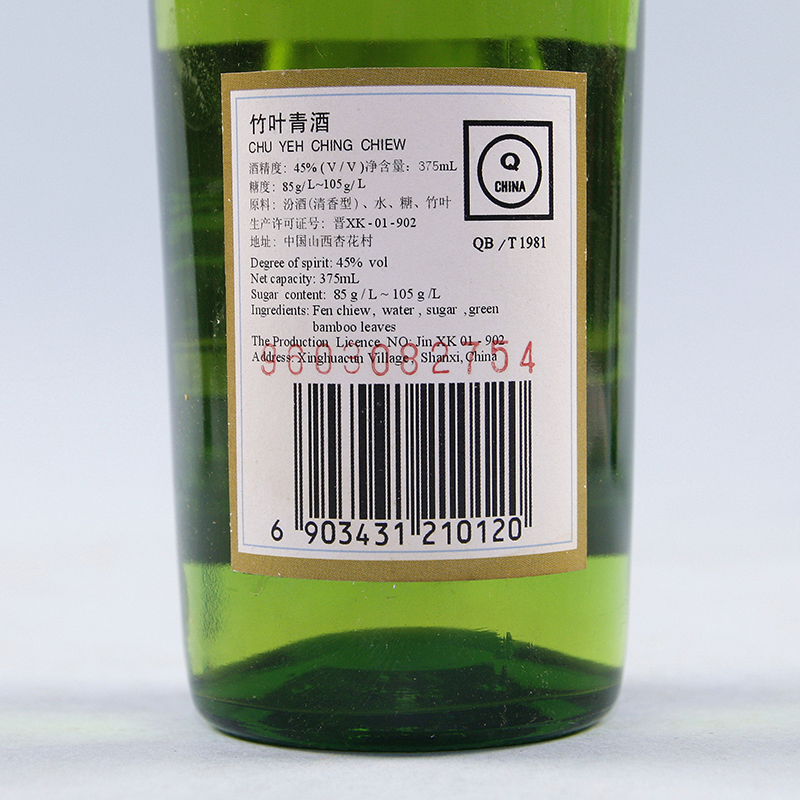 竹叶青酒
CHU YEH CHING CHIEW
酒精度：45%(V/V)净含量：375mL
糖度：85g/L~105g/L
原料：汾酒(清香型)、水、糖、竹叶
生产许可证号：晋XK-01-902
地址：中国山西杏花村
Q
CHINA
QB/T1981
Degree of spirit: 45% vol
Net capacity: 375mL
Sugar content: 85 g/L~105 g/L
Ingredients: Fen chiew, water, sugar, green
bamboo leaves
The Production Licence NO: Jin XK 01-902
Address: Xinghuacun Village, Shanxi, China
9603082754
6 903431 210120